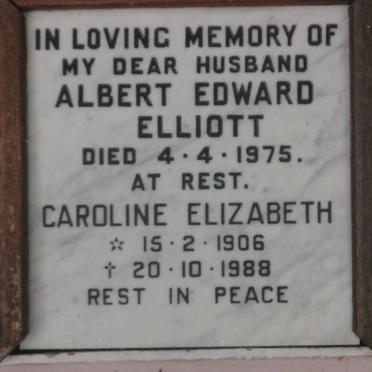 IN LOVING MEMORY OF
MY DEAR HUSBAND
ALBERT EDWARD
ELLIOTT
DIED 4·4·1975.
AT REST.
CAROLINE ELIZABETH
☆ 15·2·1906
† 20·10·1988
REST IN PEACE